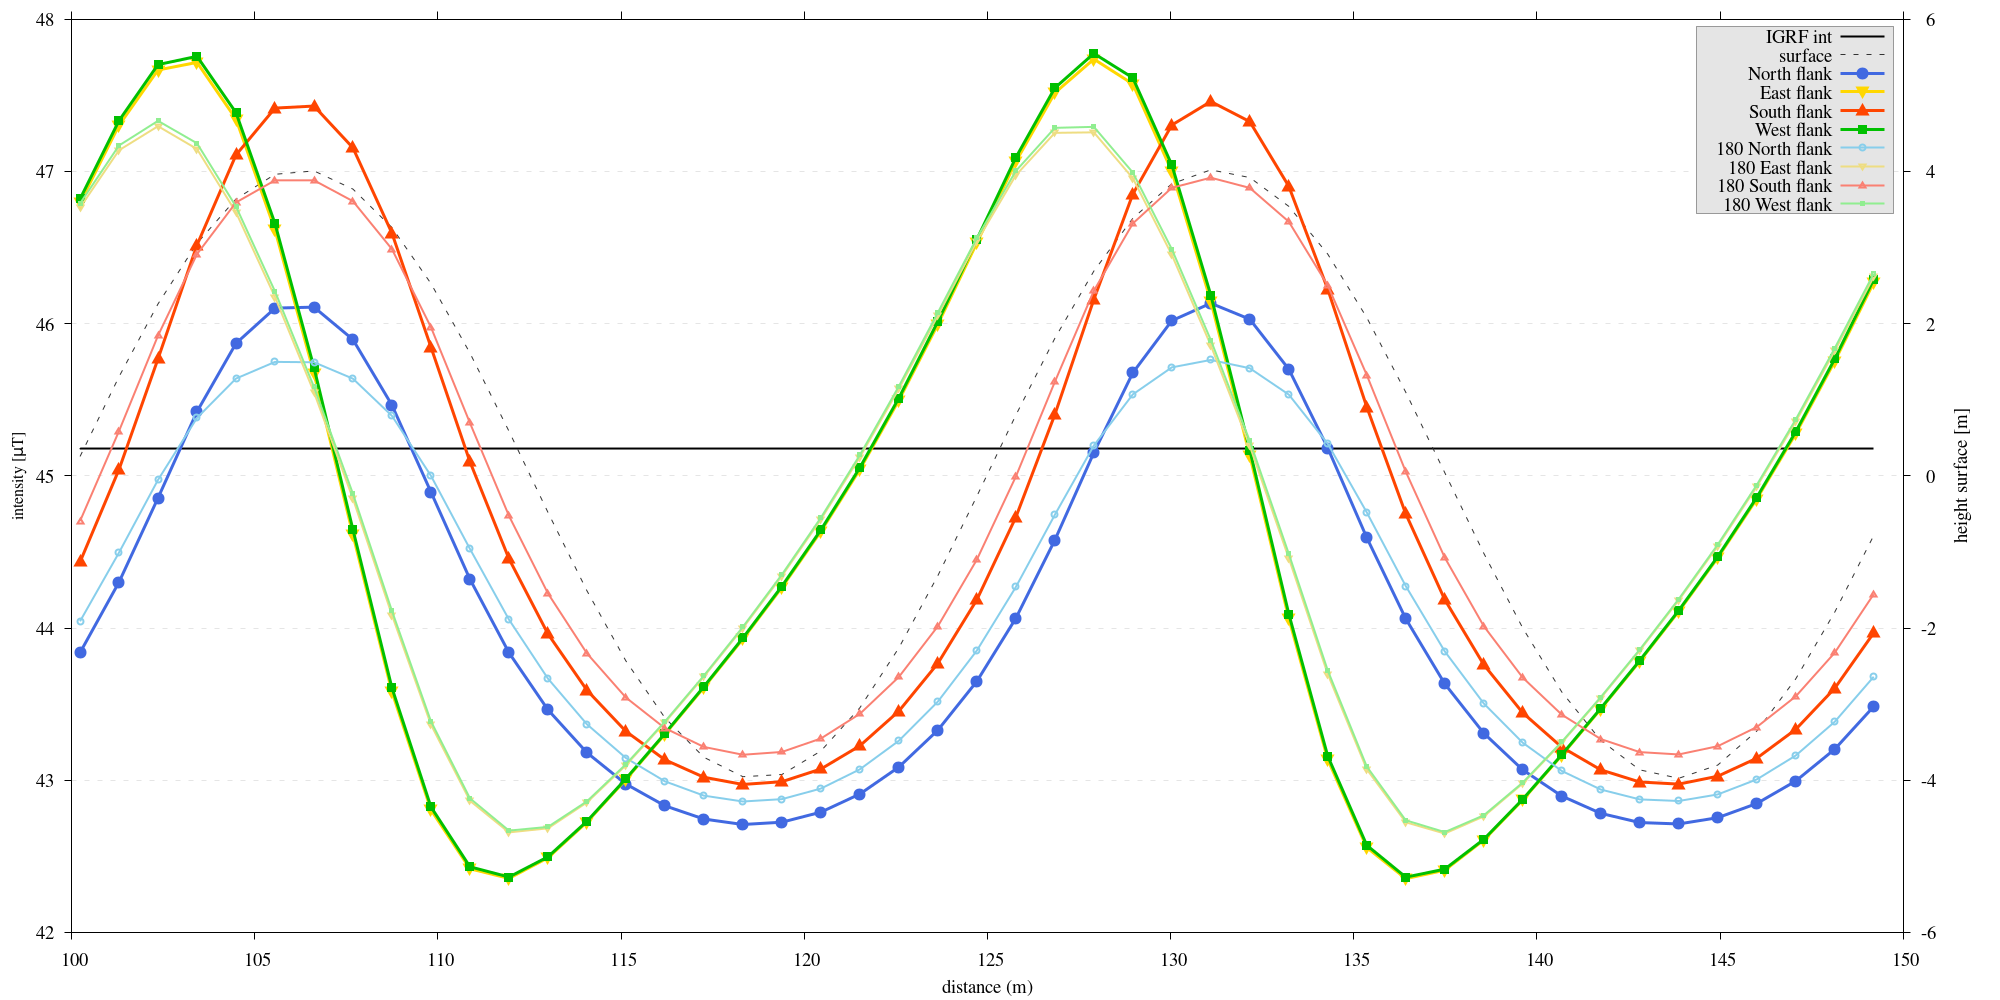 48
47
46
45
44
43
42
6
4
2
0
-2
-4
-6
100
105
110
115
120
125
130
135
140
145
150
intensity [µT]
height surface [m]
distance (m)
IGRF int
surface
North flank
East flank
South flank
West flank
180 North flank
180 East flank
180 South flank
180 West flank